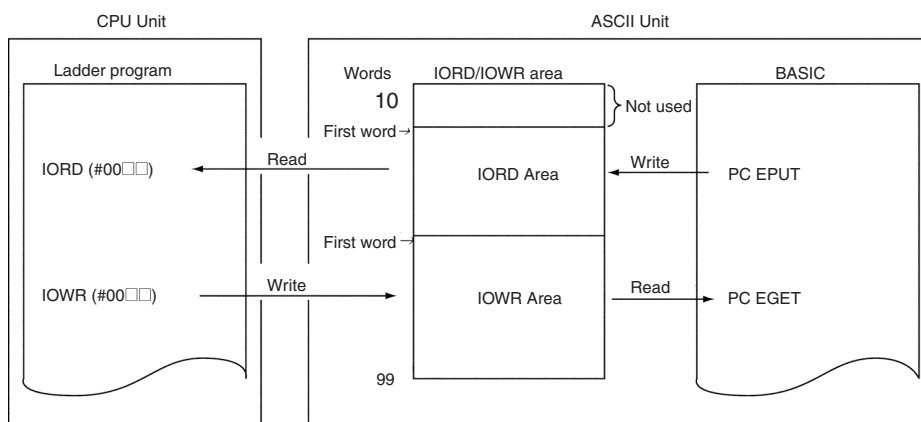 CPU Unit
ASCII Unit
Ladder program
Words
IORD/IOWR area
BASIC
10
Not used
First word→
IORD (#00□□)
Read
IORD Area
Write
PC EPUT
First word→
IOWR (#00□□)
Write
IOWR Area
Read
PC EGET
99